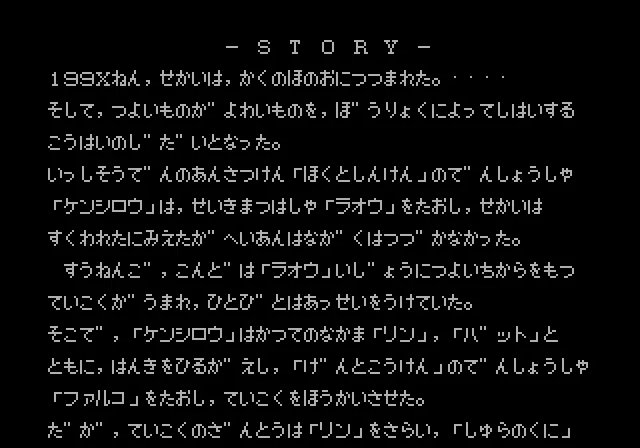 - S T O R Y -
199Xねん,せかいは,かくのほのおにつつまれた。····
そして,つよいものが よわいものを,ぼうりょくによってしはいする
こうはいのじだいとなった。
いっしそうでんのあんさつけん「ほくとしんけん」のでんしょうしゃ
「ケンシロウ」は,せいきまつはしゃ「ラオウ」をたおし,せかいは
すくわれたにみえたが へいあんはながくはつづかなかった。
すうねんご,こんどは「ラオウ」いじょうにつよいちからをもつ
ていこくが うまれ,ひとびとはあっせいをうけていた。
そこで,「ケンシロウ」はかつてのなかま「リン」,「バット」と
ともに,はんきをひるがえし,「げんとこうけん」のでんしょうしゃ
「ファルコ」をたおし,ていこくをほうかいさせた。
だが,ていこくのざんとうは「リン」をさらい,「しゅらのくに」